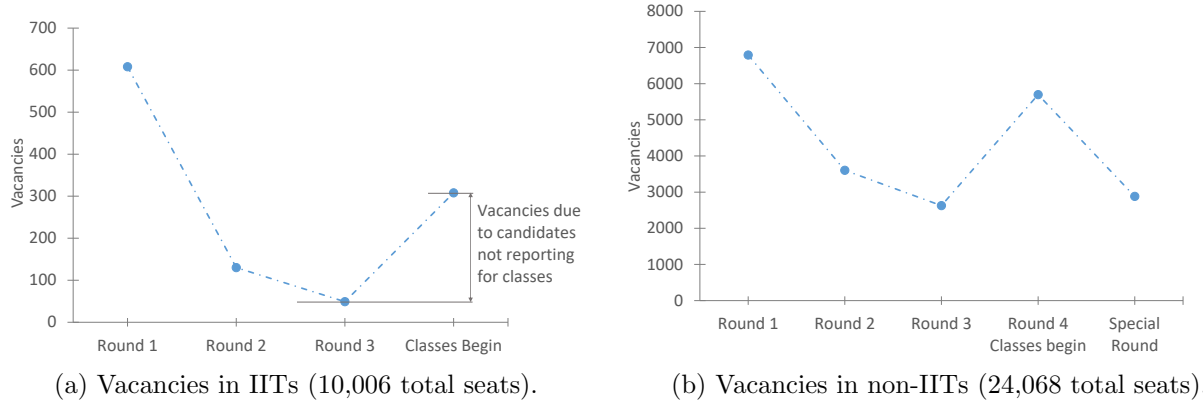 700
600
500
400
300
200
100
0
Vacancies
Round 1
Round 2
Round 3
Classes Begin
Vacancies due
to candidates
not reporting
for classes
(a) Vacancies in IITs (10,006 total seats).
8000
7000
6000
5000
4000
3000
2000
1000
0
Vacancies
Round 1
Round 2
Round 3
Round 4
Classes begin
Special
Round
(b) Vacancies in non-IITs (24,068 total seats)